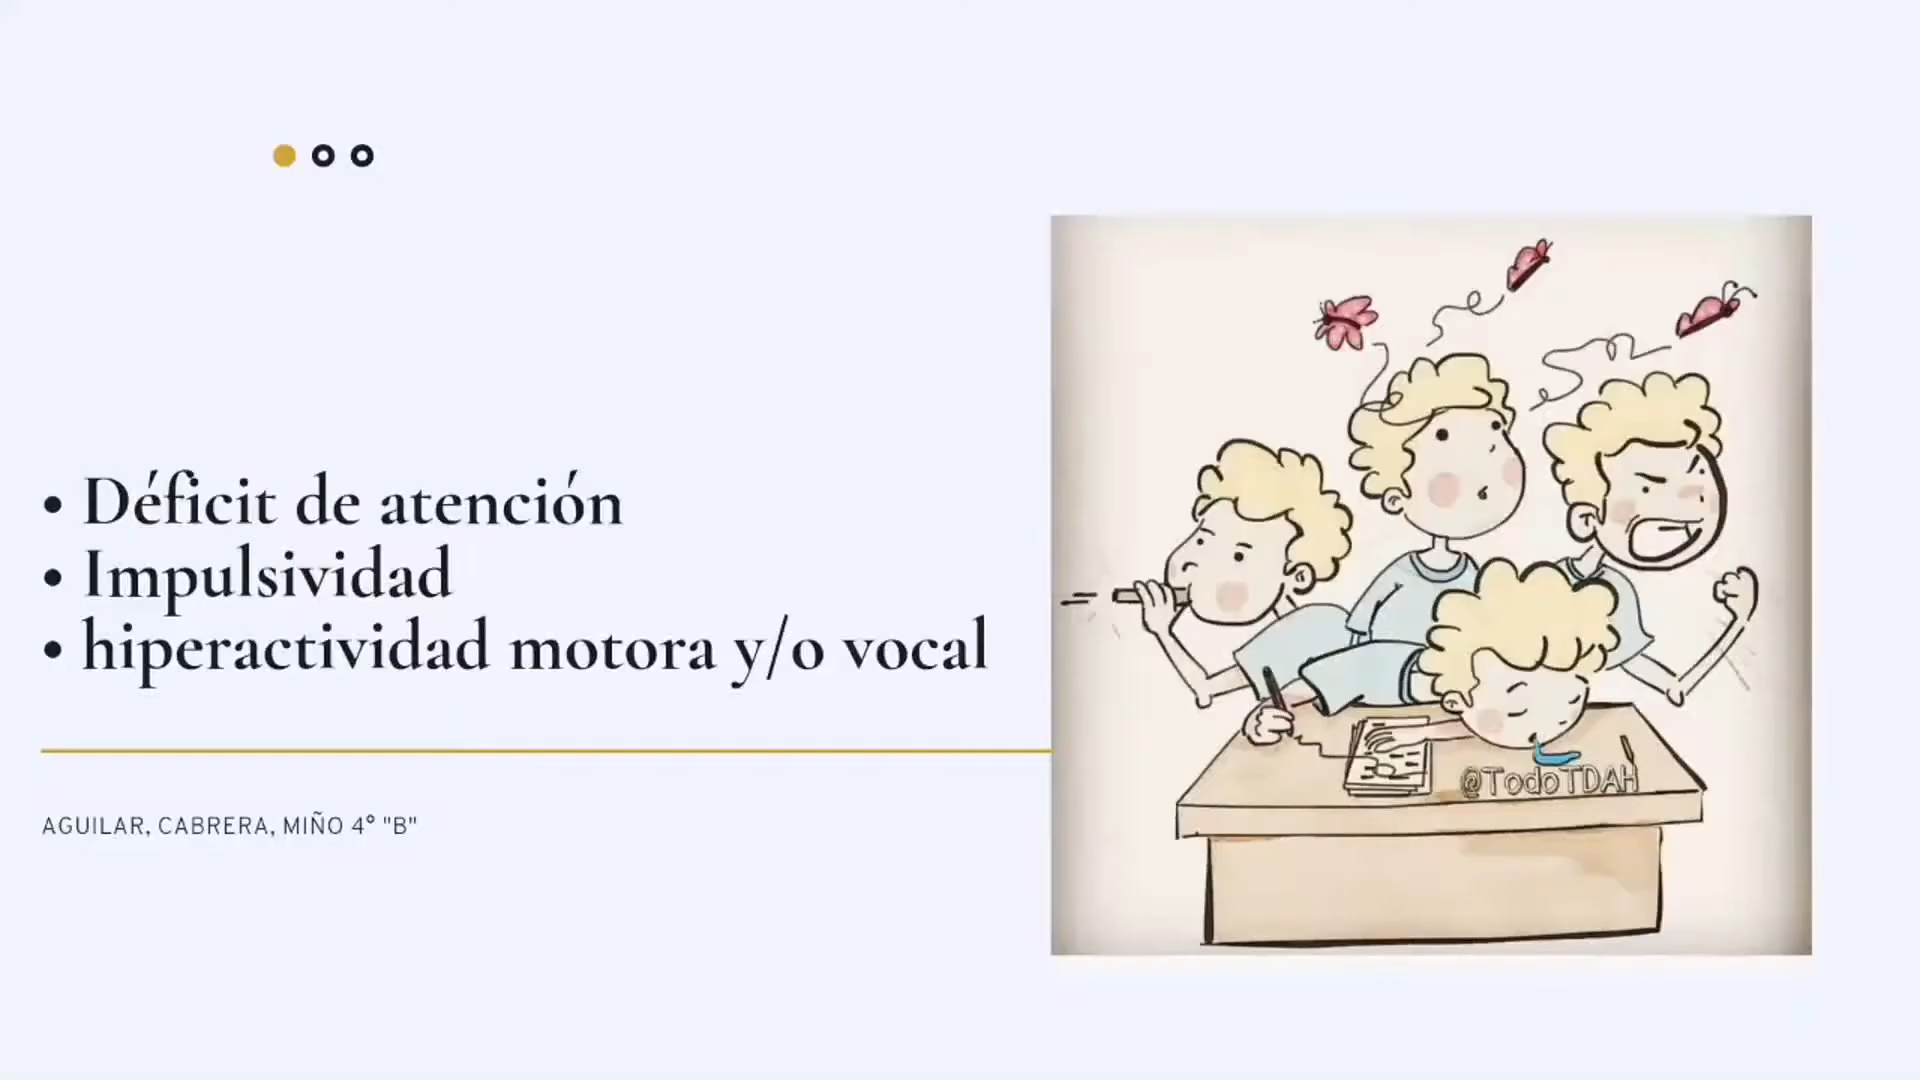 • Déficit de atención
• Impulsividad
• hiperactividad motora y/o vocal
AGUILAR, CABRERA, MIÑO 4° "B"
@TodoTDAH